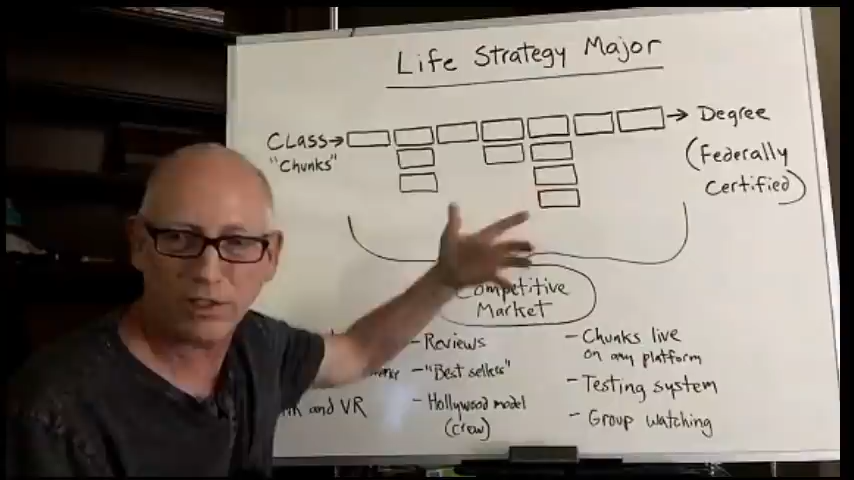 Life Strategy Major
CLass → → Degree
"Chunks"
(Federally
Certified)
Competitive
Market
- Reviews
- "Best sellers"
- Hollywood model
(crew)
- Chunks live
on any platform
- Testing system
- Group watching
and VR